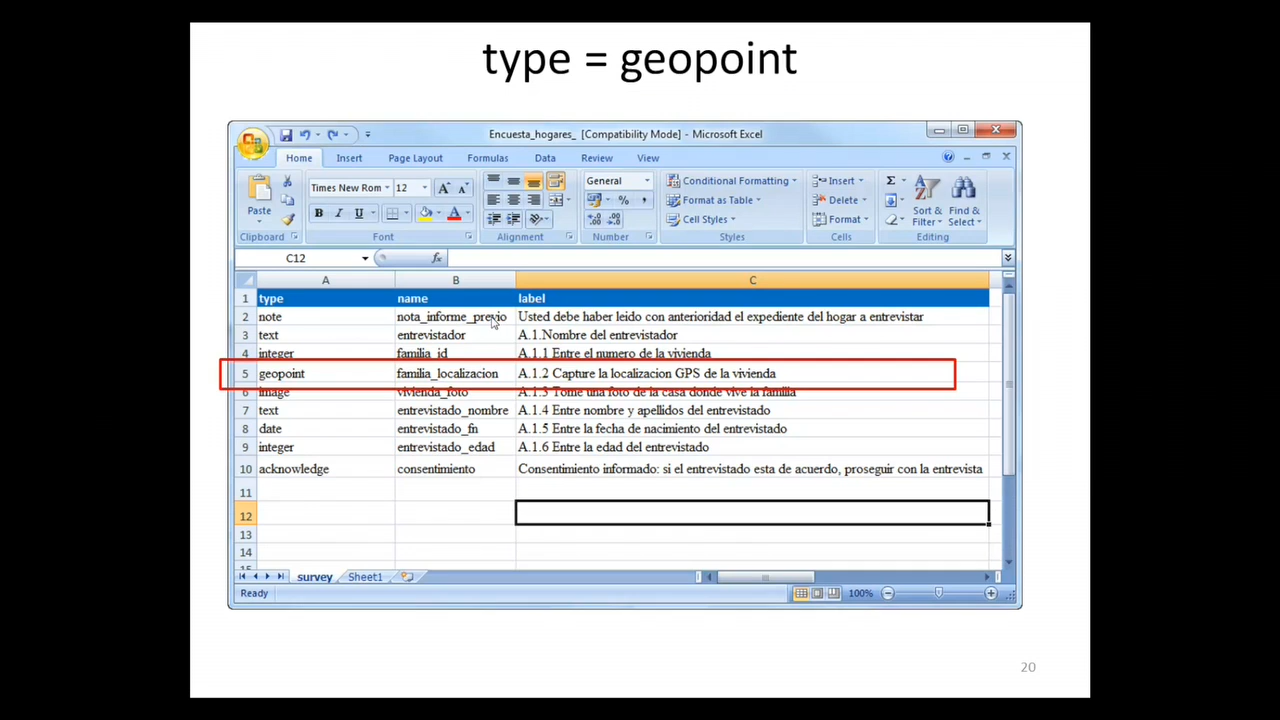 type = geopoint
Encuesta_hogares_ [Compatibility Mode] - Microsoft Excel
Home Insert Page Layout Formulas Data Review View
Times New Rom 12 General Conditional Formatting Insert Σ
Paste B I U % , Format as Table Delete Sort & Find &
Cell Styles Format Filter Select
Clipboard Font Alignment Number Styles Cells Editing
C12 fx
A B C
1 type name label
2 note nota_informe_previo Usted debe haber leido con anterioridad el expediente del hogar a entrevistar
3 text entrevistador A.1.Nombre del entrevistador
4 integer familia_id A.1.1 Entre el numero de la vivienda
5 geopoint familia_localizacion A.1.2 Capture la localizacion GPS de la vivienda
6 image vivienda_foto A.1.3 Tome una foto de la casa donde vive la familia
7 text entrevistado_nombre A.1.4 Entre nombre y apellidos del entrevistado
8 date entrevistado_fn A.1.5 Entre la fecha de nacimiento del entrevistado
9 integer entrevistado_edad A.1.6 Entre la edad del entrevistado
10 acknowledge consentimiento Consentimiento informado: si el entrevistado esta de acuerdo, proseguir con la entrevista
11
12
13
14
15
survey Sheet1
Ready 100%
20